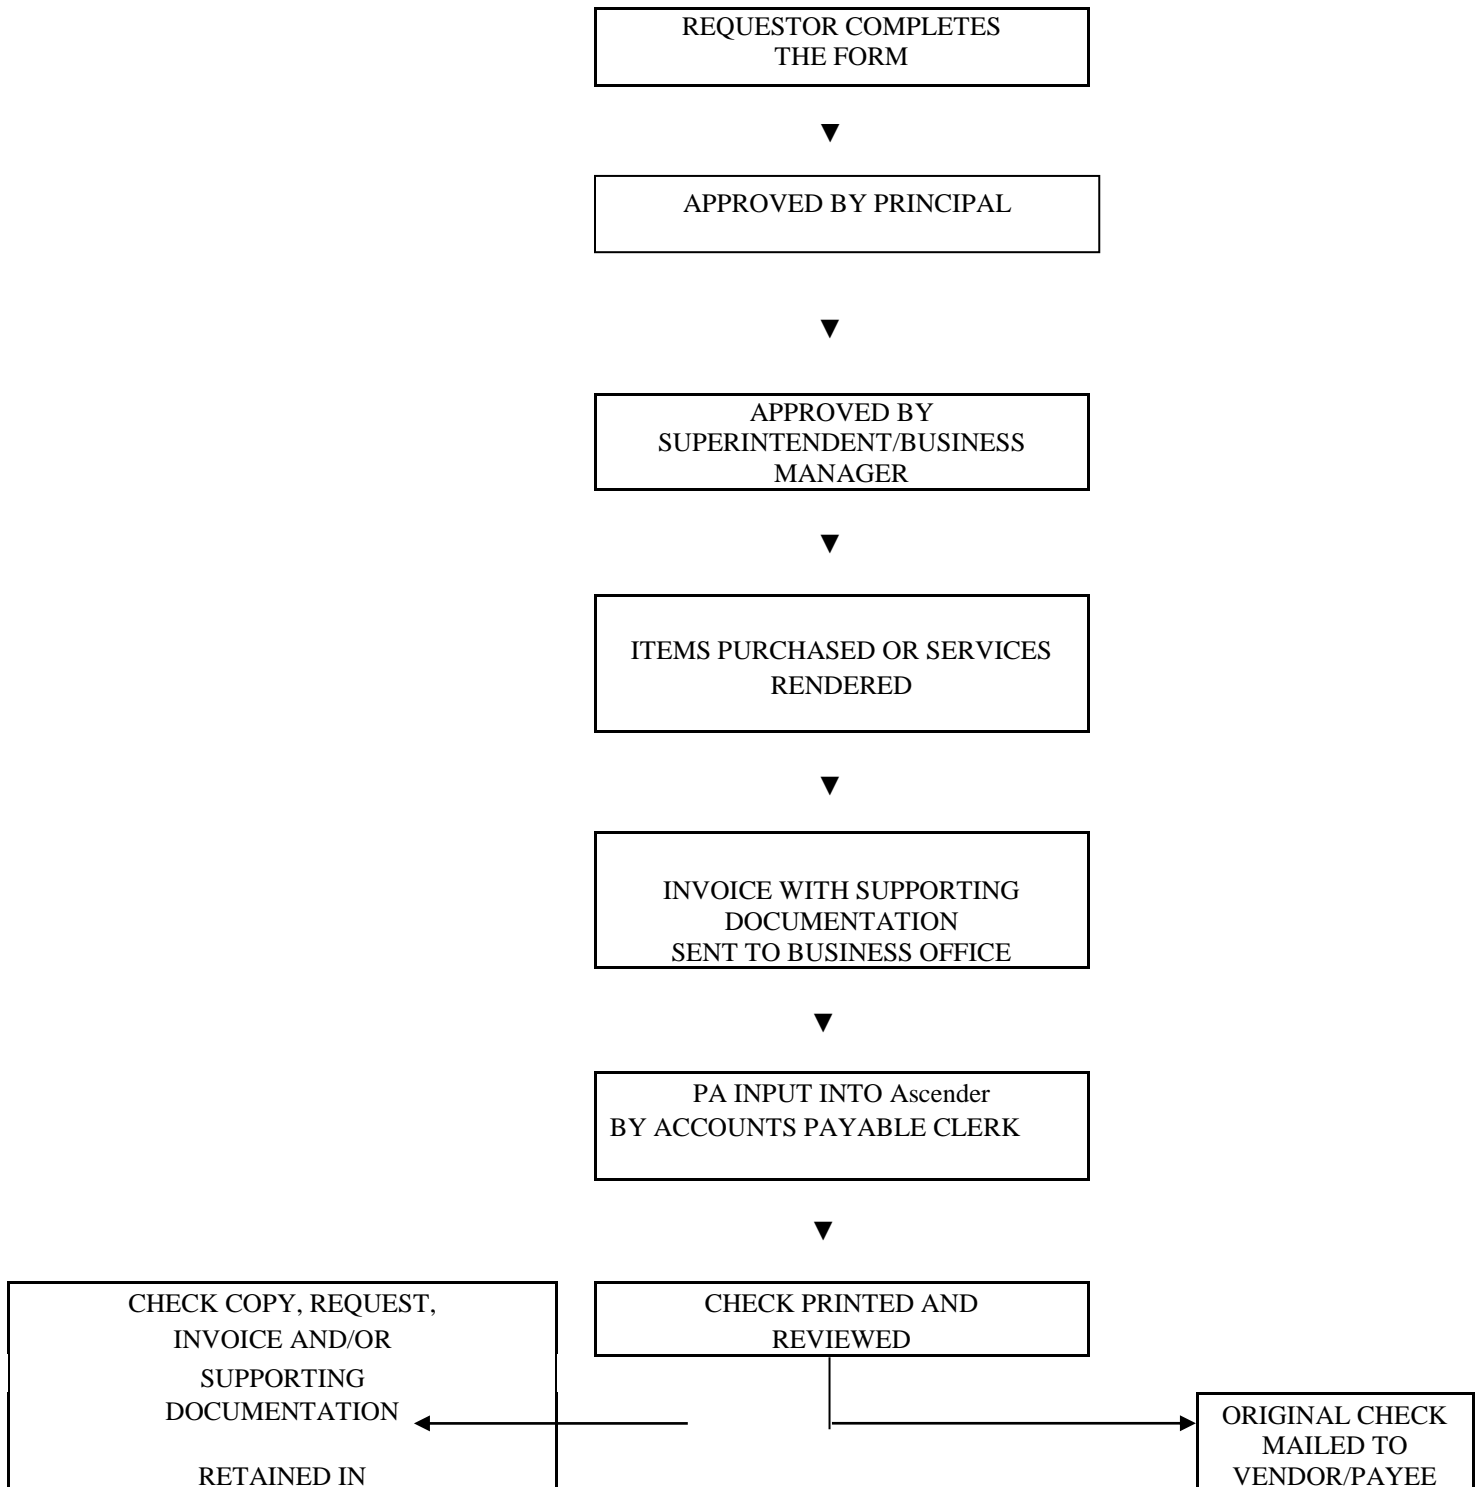 REQUESTOR COMPLETES
THE FORM
▼
APPROVED BY PRINCIPAL
▼
APPROVED BY
SUPERINTENDENT/BUSINESS
MANAGER
▼
ITEMS PURCHASED OR SERVICES
RENDERED
▼
INVOICE WITH SUPPORTING
DOCUMENTATION
SENT TO BUSINESS OFFICE
▼
PA INPUT INTO Ascender
BY ACCOUNTS PAYABLE CLERK
▼
CHECK PRINTED AND
REVIEWED
CHECK COPY, REQUEST,
INVOICE AND/OR
SUPPORTING
DOCUMENTATION
RETAINED IN
ORIGINAL CHECK
MAILED TO
VENDOR/PAYEE